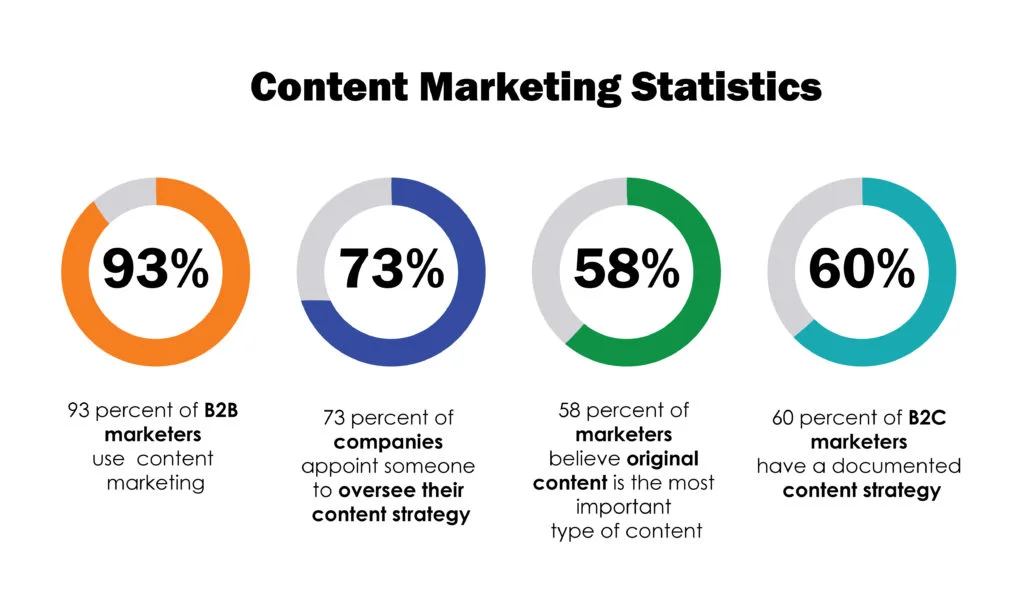 Content Marketing Statistics
93%
73%
58%
60%
93 percent of B2B
marketers
use content
marketing
73 percent of
companies
appoint someone
to oversee their
content strategy
58 percent of
marketers
believe original
content is the most
important
type of content
60 percent of B2C
marketers
have a documented
content strategy